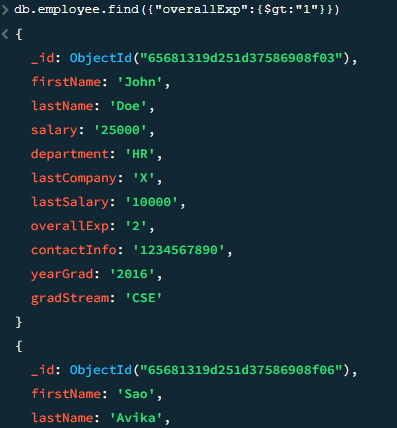 > db.employee.find({"overallExp":{$gt:"1"}})
< {
_id: ObjectId("65681319d251d37586908f03"),
firstName: 'John',
lastName: 'Doe',
salary: '25000',
department: 'HR',
lastCompany: 'X',
lastSalary: '10000',
overallExp: '2',
contactInfo: '1234567890',
yearGrad: '2016',
gradStream: 'CSE'
}
{
_id: ObjectId("65681319d251d37586908f06"),
firstName: 'Sao',
lastName: 'Avika',